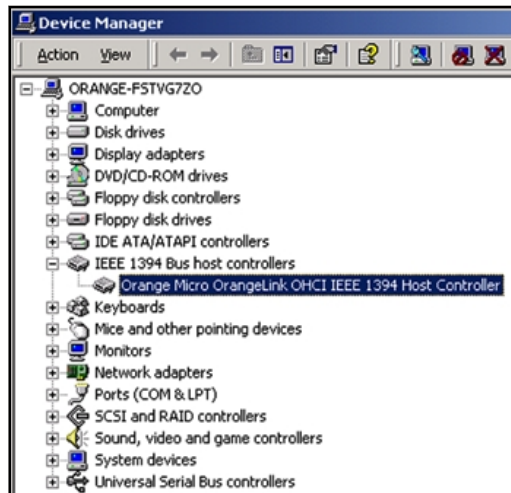 Device Manager
Action View
ORANGE-FSTVG7ZO
Computer
Disk drives
Display adapters
DVD/CD-ROM drives
Floppy disk controllers
Floppy disk drives
IDE ATA/ATAPI controllers
IEEE 1394 Bus host controllers
Orange Micro OrangeLink OHCI IEEE 1394 Host Controller
Keyboards
Mice and other pointing devices
Monitors
Network adapters
Ports (COM & LPT)
SCSI and RAID controllers
Sound, video and game controllers
System devices
Universal Serial Bus controllers